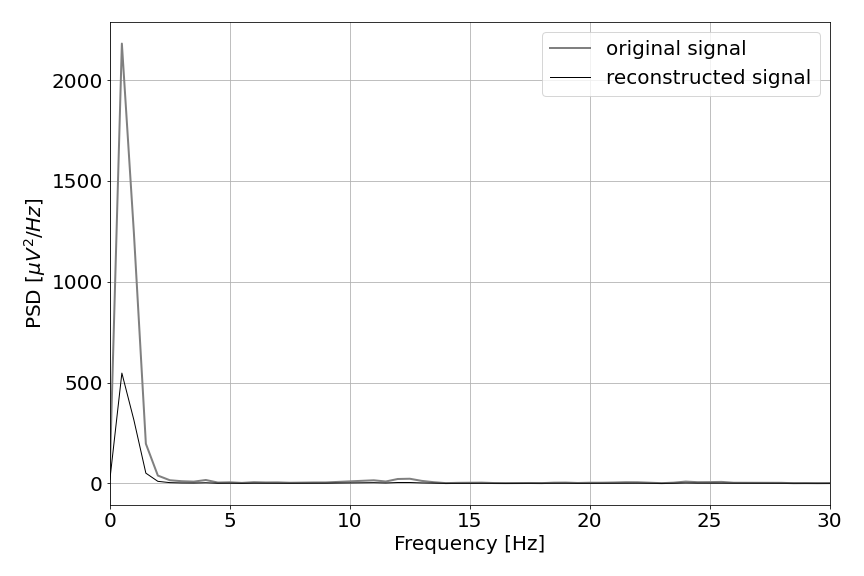 original signal
reconstructed signal
2000
1500
1000
500
0
PSD [μV²/Hz]
0 5 10 15 20 25 30
Frequency [Hz]